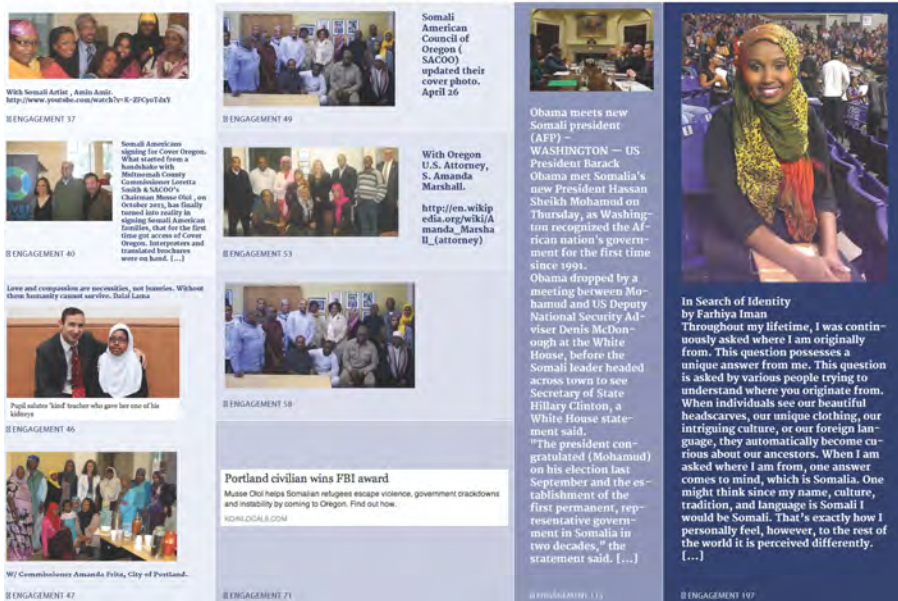 With Somali Artist , Amin Amir.
http://www.youtube.com/watch?v=K-ZFCyoTdxY
ENGAGEMENT 37
Somali Americans
signing for Cover Oregon.
What started from a
handshake with
Multnomah County
Commissioner Loretta
Smith & SACOO's
Chairman Musse Olol , on
October 2011, has finally
turned into reality in
signing Somali American
families, that for the first
time got access of Cover
Oregon. Interpreters and
translated brochures
were on hand. [...]
ENGAGEMENT 40
Love and compassion are necessities, not luxuries. Without
them humanity cannot survive. Dalai Lama
Pupil salutes 'kind' teacher who gave her one of his
kidneys
ENGAGEMENT 46
W/ Commissioner Amanda Fritz, City of Portland.
ENGAGEMENT 47
Somali
American
Council of
Oregon (
SACOO)
updated their
cover photo.
April 26
ENGAGEMENT 49
With Oregon
U.S. Attorney,
S. Amanda
Marshall.
http://en.wikip
edia.org/wiki/A
manda_Marsha
ll_(attorney)
ENGAGEMENT 53
ENGAGEMENT 58
Portland civilian wins FBI award
Musse Olol helps Somalian refugees escape violence, government crackdowns
and instability by coming to Oregon. Find out how.
KOINLOCAL6.COM
ENGAGEMENT 71
Obama meets new
Somali president
(AFP) –
WASHINGTON — US
President Barack
Obama met Somalia's
new President Hassan
Sheikh Mohamud on
Thursday, as Washing-
ton recognized the Af-
rican nation's govern-
ment for the first time
since 1991.
Obama dropped by a
meeting between Mo-
hamud and US Deputy
National Security Ad-
viser Denis McDon-
ough at the White
House, before the
Somali leader headed
across town to see
Secretary of State
Hillary Clinton, a
White House state-
ment said.
"The president con-
gratulated (Mohamud)
on his election last
September and the es-
tablishment of the
first permanent, rep-
resentative govern-
ment in Somalia in
two decades," the
statement said. [...]
ENGAGEMENT
In Search of Identity
by Farhiya Iman
Throughout my lifetime, I was contin-
uously asked where I am originally
from. This question possesses a
unique answer from me. This question
is asked by various people trying to
understand where you originate from.
When individuals see our beautiful
headscarves, our unique clothing, our
intriguing culture, or our foreign lan-
guage, they automatically become cu-
rious about our ancestors. When I am
asked where I am from, one answer
comes to mind, which is Somalia. One
might think since my name, culture,
tradition, and language is Somali I
would be Somali. That's exactly how I
personally feel, however, to the rest of
the world it is perceived differently.
[...]
ENGAGEMENT 197